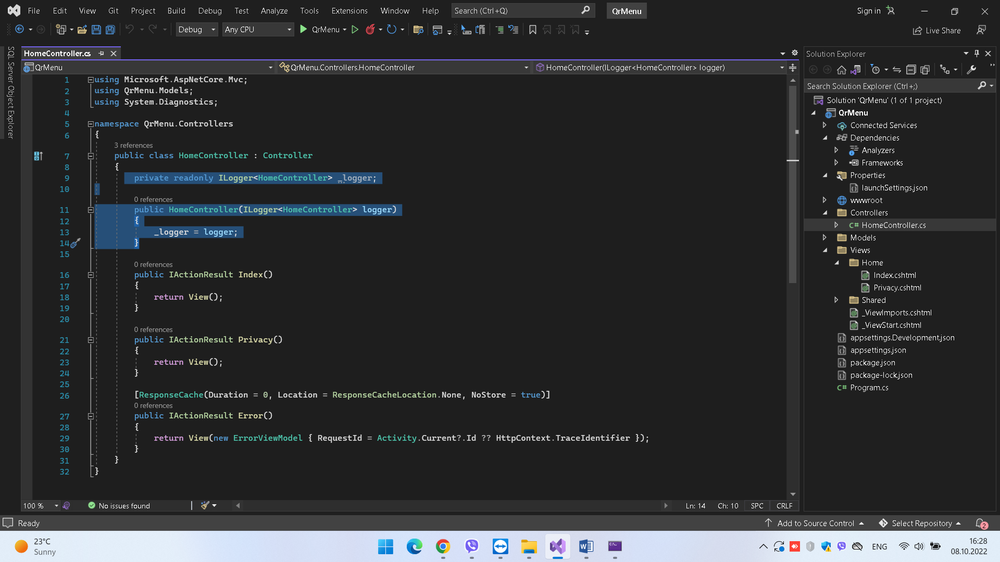 File Edit View Git Project Build Debug Test Analyze Tools Extensions Window Help Search (Ctrl+Q) QrMenu Sign in
Debug Any CPU QrMenu Live Share
SQL Server Object Explorer
HomeController.cs
QrMenu QrMenu.Controllers.HomeController HomeController(ILogger<HomeController> logger)
1 using Microsoft.AspNetCore.Mvc;
2 using QrMenu.Models;
3 using System.Diagnostics;
4
5 namespace QrMenu.Controllers
6 {
3 references
7 public class HomeController : Controller
8 {
9 private readonly ILogger<HomeController> _logger;
10
0 references
11 public HomeController(ILogger<HomeController> logger)
12 {
13 _logger = logger;
14 }
15
0 references
16 public IActionResult Index()
17 {
18 return View();
19 }
20
0 references
21 public IActionResult Privacy()
22 {
23 return View();
24 }
25
26 [ResponseCache(Duration = 0, Location = ResponseCacheLocation.None, NoStore = true)]
0 references
27 public IActionResult Error()
28 {
29 return View(new ErrorViewModel { RequestId = Activity.Current?.Id ?? HttpContext.TraceIdentifier });
30 }
31 }
32 }
100 % No issues found Ln: 14 Ch: 10 SPC CRLF
Solution Explorer
Search Solution Explorer (Ctrl+;)
Solution 'QrMenu' (1 of 1 project)
QrMenu
Connected Services
Dependencies
Analyzers
Frameworks
Properties
launchSettings.json
wwwroot
Controllers
C# HomeController.cs
Models
Views
Home
Index.cshtml
Privacy.cshtml
Shared
_ViewImports.cshtml
_ViewStart.cshtml
appsettings.Development.json
appsettings.json
package.json
package-lock.json
C# Program.cs
Ready Add to Source Control Select Repository 2
23°C
Sunny
ENG
16:28
08.10.2022